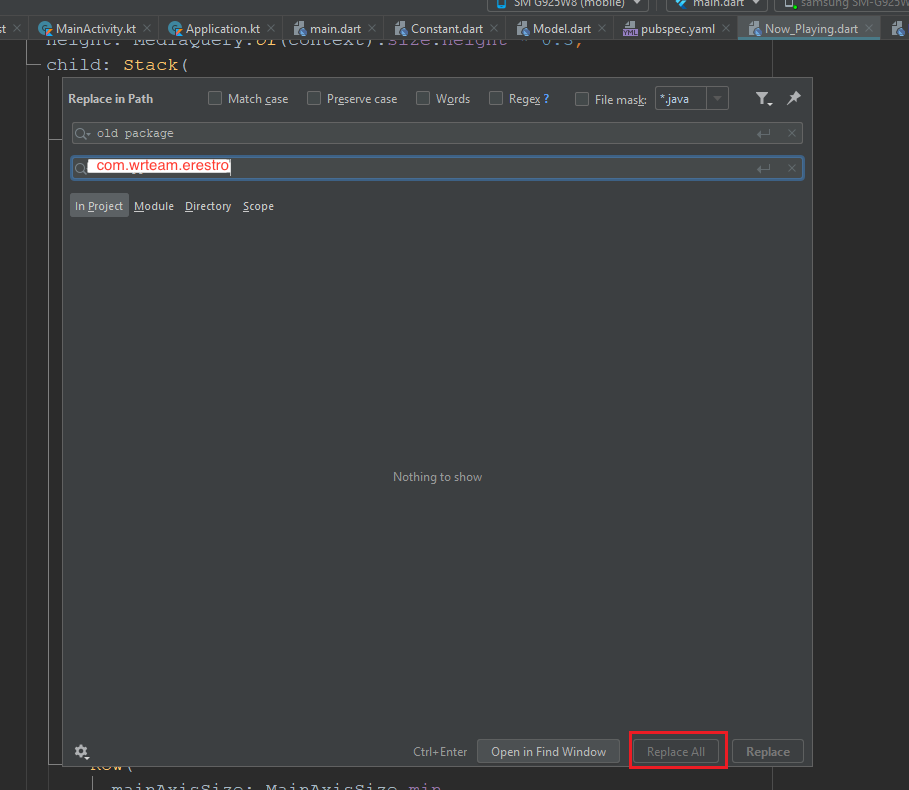 SM G925W8 (mobile) main.dart samsung SM-G925W
st MainActivity.kt Application.kt main.dart Constant.dart Model.dart pubspec.yaml Now_Playing.dart
height: MediaQuery.of(context).size.height * 0.5,
child: Stack(
Replace in Path Match case Preserve case Words Regex ? File mask: *.java
old package
com.wrteam.erestro
In Project Module Directory Scope
Nothing to show
Ctrl+Enter Open in Find Window Replace All Replace
Row(
mainAxisSize: MainAxisSize.min